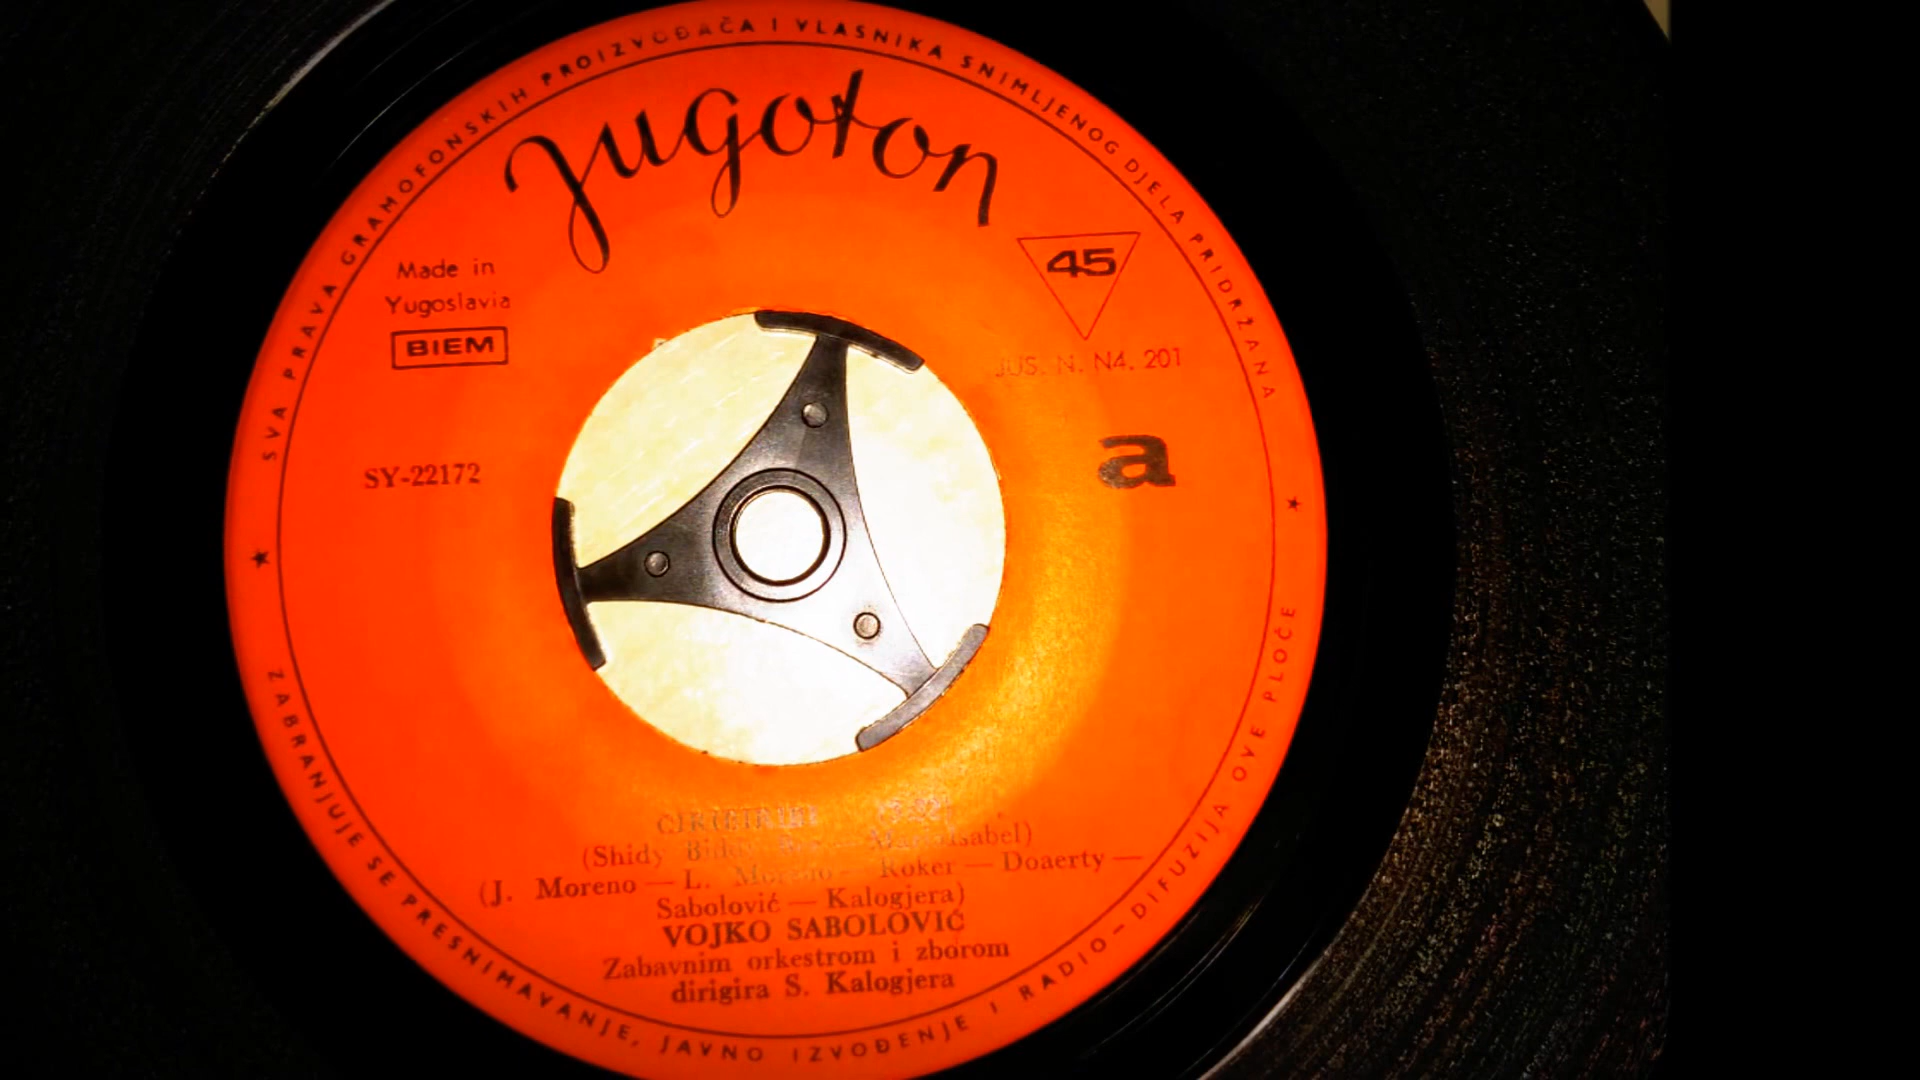 SVA PRAVA GRAMOFONSKIH PROIZVOĐAČA I VLASNIKA SNIMLJENOG DJELA PRIDRŽANA
Jugoton
Made in
Yugoslavia
BIEM
45
JUS. N. N4. 201
SY-22172
a
(Shidy
(J. Moreno — L. Moreno — Roker — Doaerty —
Sabolović — Kalogjera)
VOJKO SABOLOVIĆ
Zabavnim orkestrom i zborom
dirigira S. Kalogjera
ZABRANJUJE SE PRESNIMAVANJE, JAVNO IZVOĐENJE I RADIO-DIFUZIJA OVE PLOČE